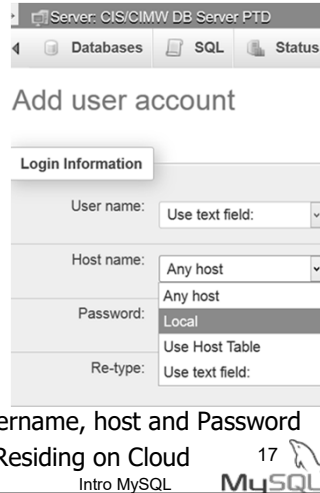 Server: CIS/CIMW DB Server PTD
Databases SQL Status
Add user account
Login Information
User name: Use text field:
Host name: Any host
Any host
Password:
Local
Use Host Table
Re-type: Use text field:
ername, host and Password
Residing on Cloud 17
Intro MySQL MySQL